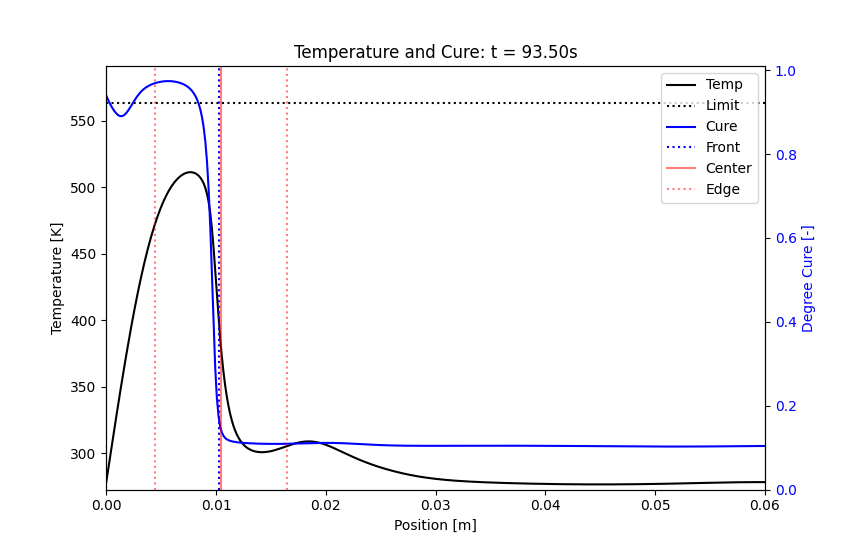 Temperature and Cure: t = 93.50s
Temp
Limit
Cure
Front
Center
Edge
550
500
450
400
350
300
Temperature [K]
1.0
0.8
0.6
0.4
0.2
0.0
Degree Cure [-]
0.00 0.01 0.02 0.03 0.04 0.05 0.06
Position [m]